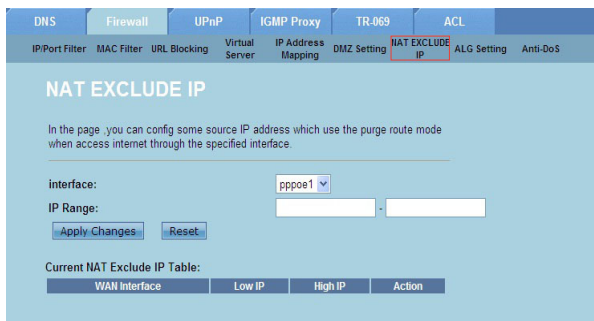 DNS Firewall UPnP IGMP Proxy TR-069 ACL
IP/Port Filter MAC Filter URL Blocking Virtual Server IP Address Mapping DMZ Setting NAT EXCLUDE IP ALG Setting Anti-DoS
NAT EXCLUDE IP
In the page ,you can config some source IP address which use the purge route mode
when access internet through the specified interface.
interface: pppoe1
IP Range: -
Apply Changes Reset
Current NAT Exclude IP Table:
WAN Interface Low IP High IP Action